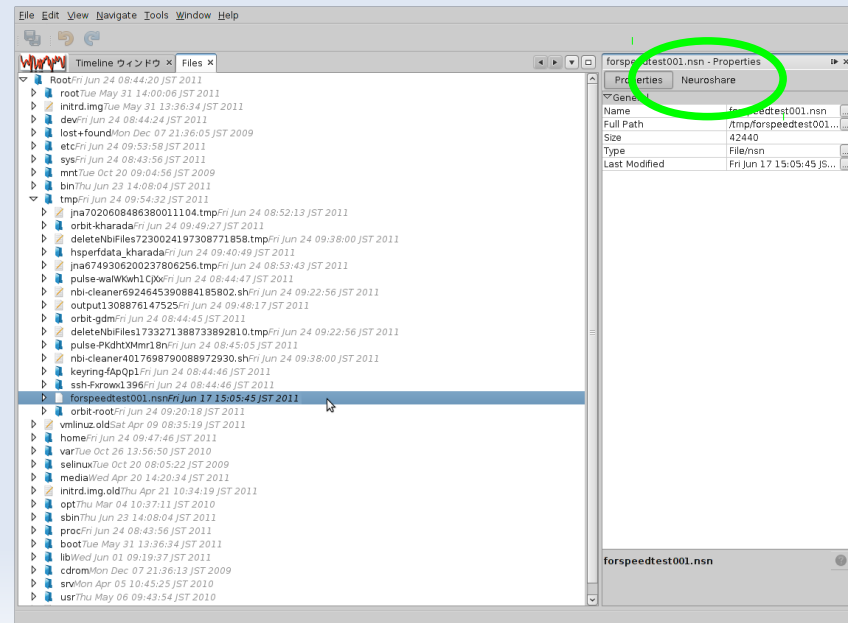 File Edit View Navigate Tools Window Help
Timeline ウィンドウ × Files ×
RootFri Jun 24 08:44:20 JST 2011
rootTue May 31 14:00:06 JST 2011
initrd.imgTue May 31 13:36:34 JST 2011
devFri Jun 24 08:44:24 JST 2011
lost+foundMon Dec 07 21:36:05 JST 2009
etcFri Jun 24 09:53:58 JST 2011
sysFri Jun 24 08:43:56 JST 2011
mntTue Oct 20 09:04:56 JST 2009
binThu Jun 23 14:08:04 JST 2011
tmpFri Jun 24 09:54:32 JST 2011
jna7020608486380011104.tmpFri Jun 24 08:52:13 JST 2011
orbit-kharadaFri Jun 24 09:49:27 JST 2011
deleteNbiFiles7230024197308771858.tmpFri Jun 24 09:38:00 JST 2011
hsperfdata_kharadaFri Jun 24 09:40:49 JST 2011
jna6749306200237806256.tmpFri Jun 24 08:53:43 JST 2011
pulse-walWKwh1CjXxFri Jun 24 08:44:47 JST 2011
nbi-cleaner6924645390884185802.shFri Jun 24 09:22:56 JST 2011
output1308876147525Fri Jun 24 09:48:17 JST 2011
orbit-gdmFri Jun 24 08:44:45 JST 2011
deleteNbiFiles1733271388733892810.tmpFri Jun 24 09:22:56 JST 2011
pulse-PKdhtXMmr18nFri Jun 24 08:45:05 JST 2011
nbi-cleaner4017698790088972930.shFri Jun 24 09:38:00 JST 2011
keyring-fApQp1Fri Jun 24 08:44:46 JST 2011
ssh-Fxrowx1396Fri Jun 24 08:44:46 JST 2011
forspeedtest001.nsnFri Jun 17 15:05:45 JST 2011
orbit-rootFri Jun 24 09:20:18 JST 2011
vmlinuz.oldSat Apr 09 08:35:19 JST 2011
homeFri Jun 24 09:47:46 JST 2011
varTue Oct 26 13:56:50 JST 2010
selinuxTue Oct 20 08:05:22 JST 2009
mediaWed Apr 20 14:20:34 JST 2011
initrd.img.oldThu Apr 21 10:34:19 JST 2011
optThu Mar 04 10:37:11 JST 2010
sbinThu Jun 23 14:08:04 JST 2011
procFri Jun 24 08:43:56 JST 2011
bootTue May 31 13:36:34 JST 2011
libWed Jun 01 09:19:37 JST 2011
cdromMon Dec 07 21:36:13 JST 2009
srvMon Apr 05 10:45:25 JST 2010
usrThu May 06 09:43:54 JST 2010
forspeedtest001.nsn - Properties
Properties Neuroshare
General
Name forspeedtest001.nsn ...
Full Path /tmp/forspeedtest001... ...
Size 42440
Type File/nsn ...
Last Modified Fri Jun 17 15:05:45 JS... ...
forspeedtest001.nsn